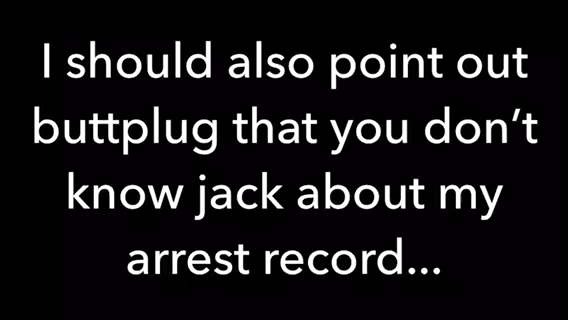 I should also point out
buttplug that you don’t
know jack about my
arrest record...